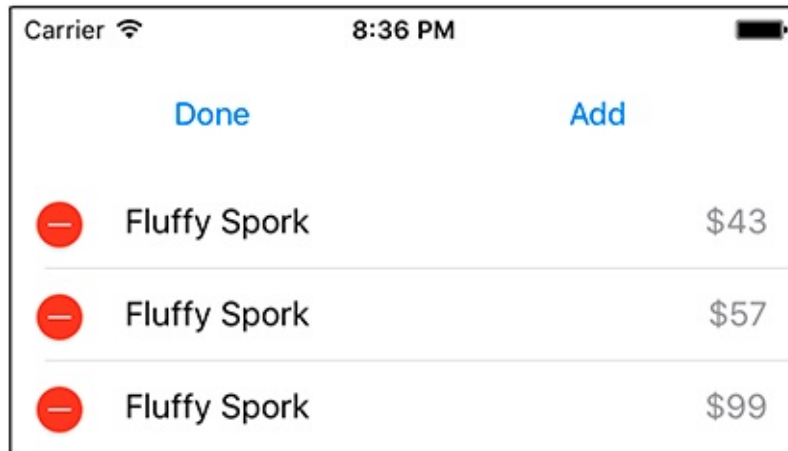 Carrier 8:36 PM
Done Add
Fluffy Spork $43
Fluffy Spork $57
Fluffy Spork $99